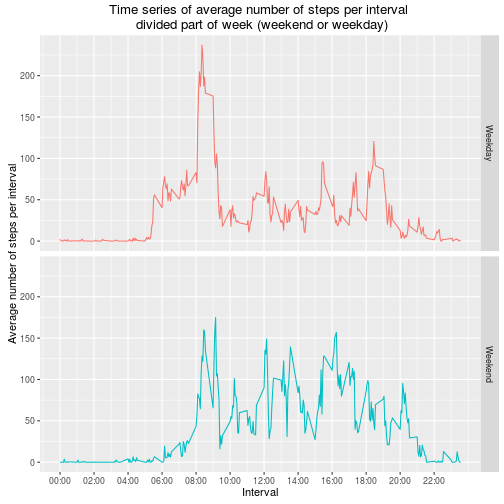 Time series of average number of steps per interval
divided part of week (weekend or weekday)
Average number of steps per interval
200
150
100
50
0
Weekday
200
150
100
50
0
Weekend
00:00 02:00 04:00 06:00 08:00 10:00 12:00 14:00 16:00 18:00 20:00 22:00
Interval